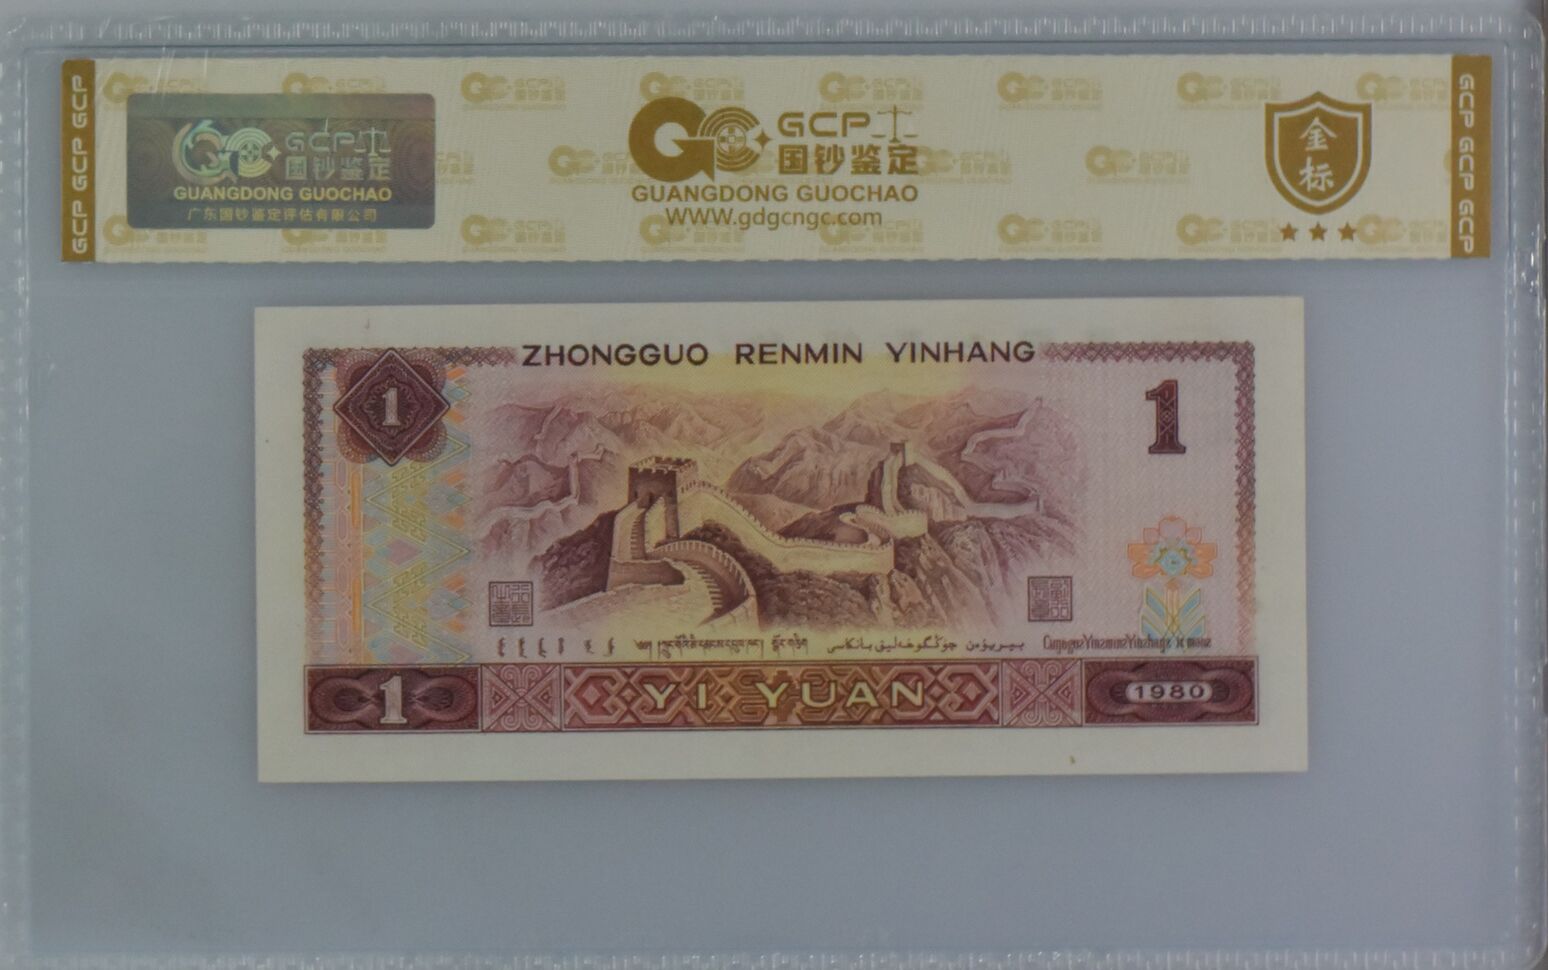 GCP GCP GCP
GCP
国钞鉴定
GUANGDONG GUOCHAO
广东国钞鉴定评估有限公司
GCP
国钞鉴定
GUANGDONG GUOCHAO
WWW.gdgcngc.com
金标
GCP GCP GCP
ZHONGGUO RENMIN YINHANG
1
1
1
YI YUAN
1980